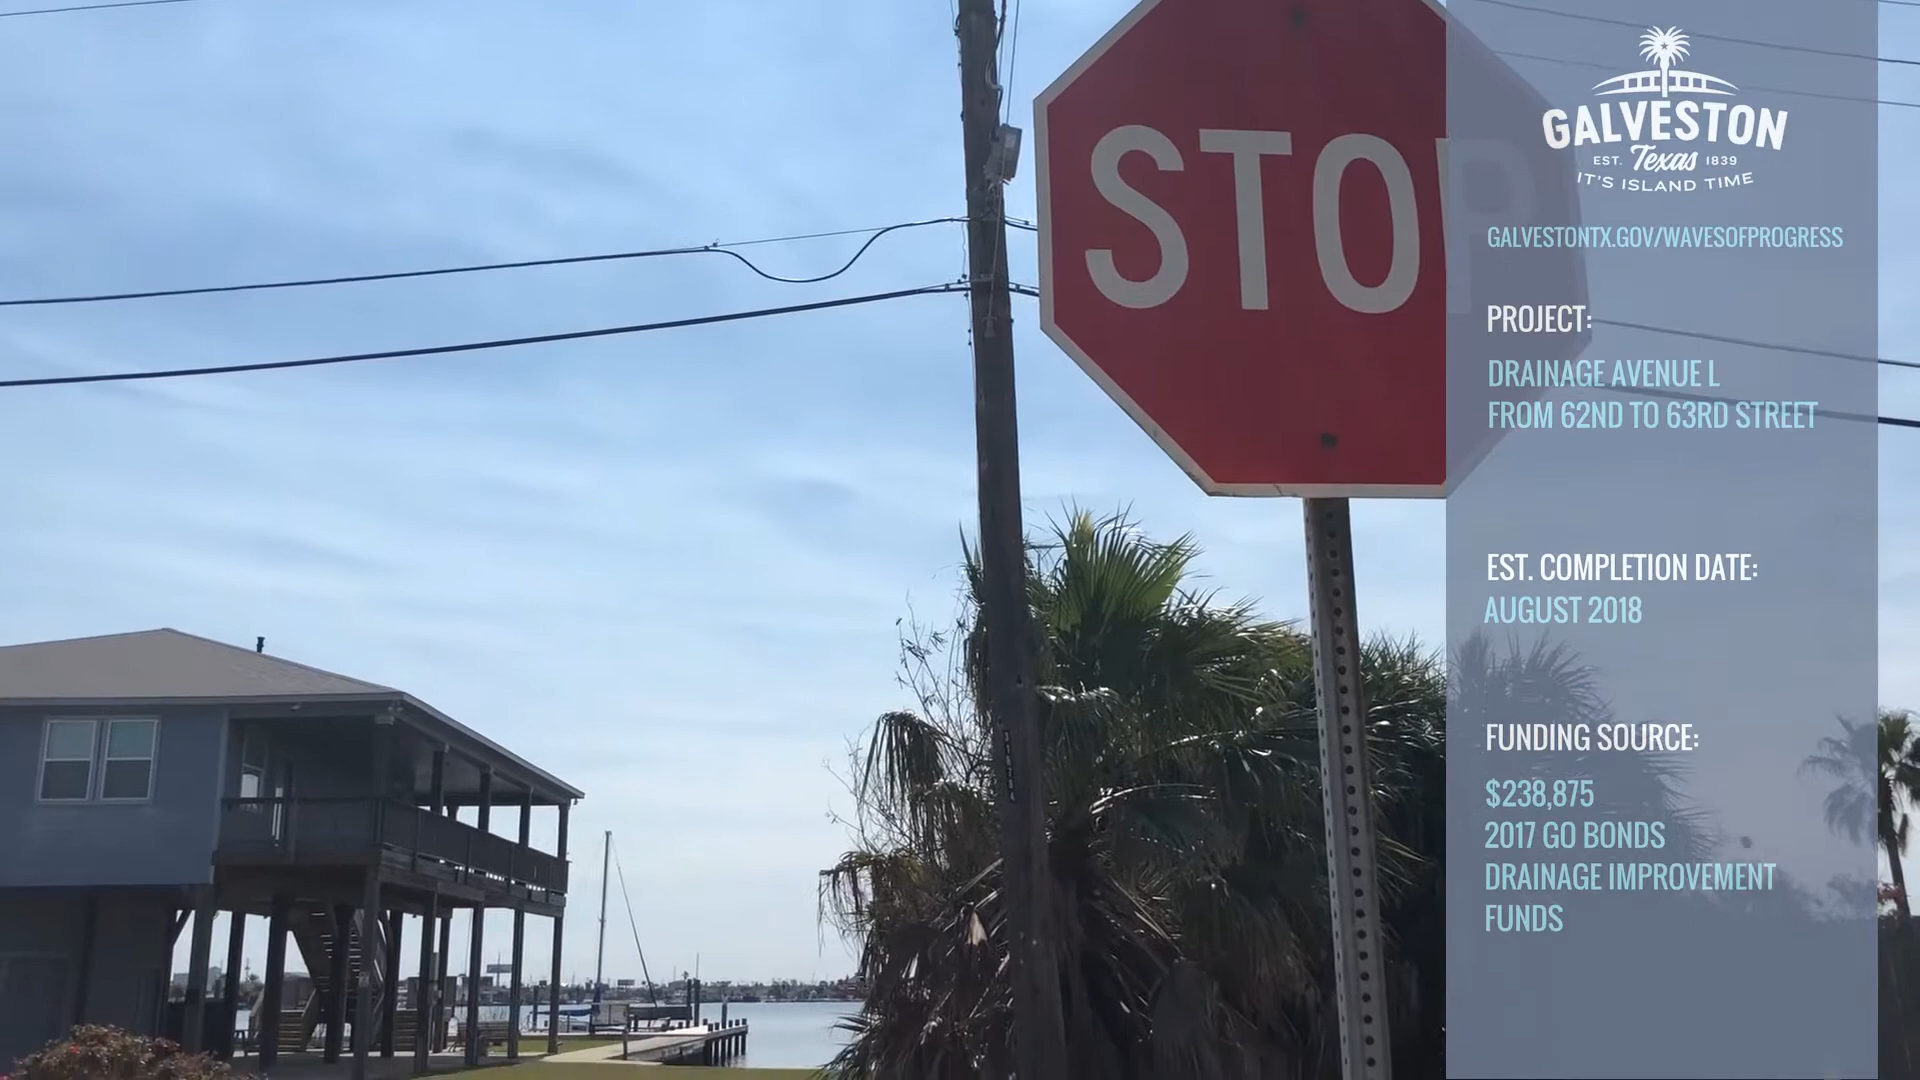 STOP
GALVESTON
EST. Texas 1839
IT'S ISLAND TIME
GALVESTONTX.GOV/WAVESOFPROGRESS
PROJECT:
DRAINAGE AVENUE L
FROM 62ND TO 63RD STREET
EST. COMPLETION DATE:
AUGUST 2018
FUNDING SOURCE:
$238,875
2017 GO BONDS
DRAINAGE IMPROVEMENT
FUNDS